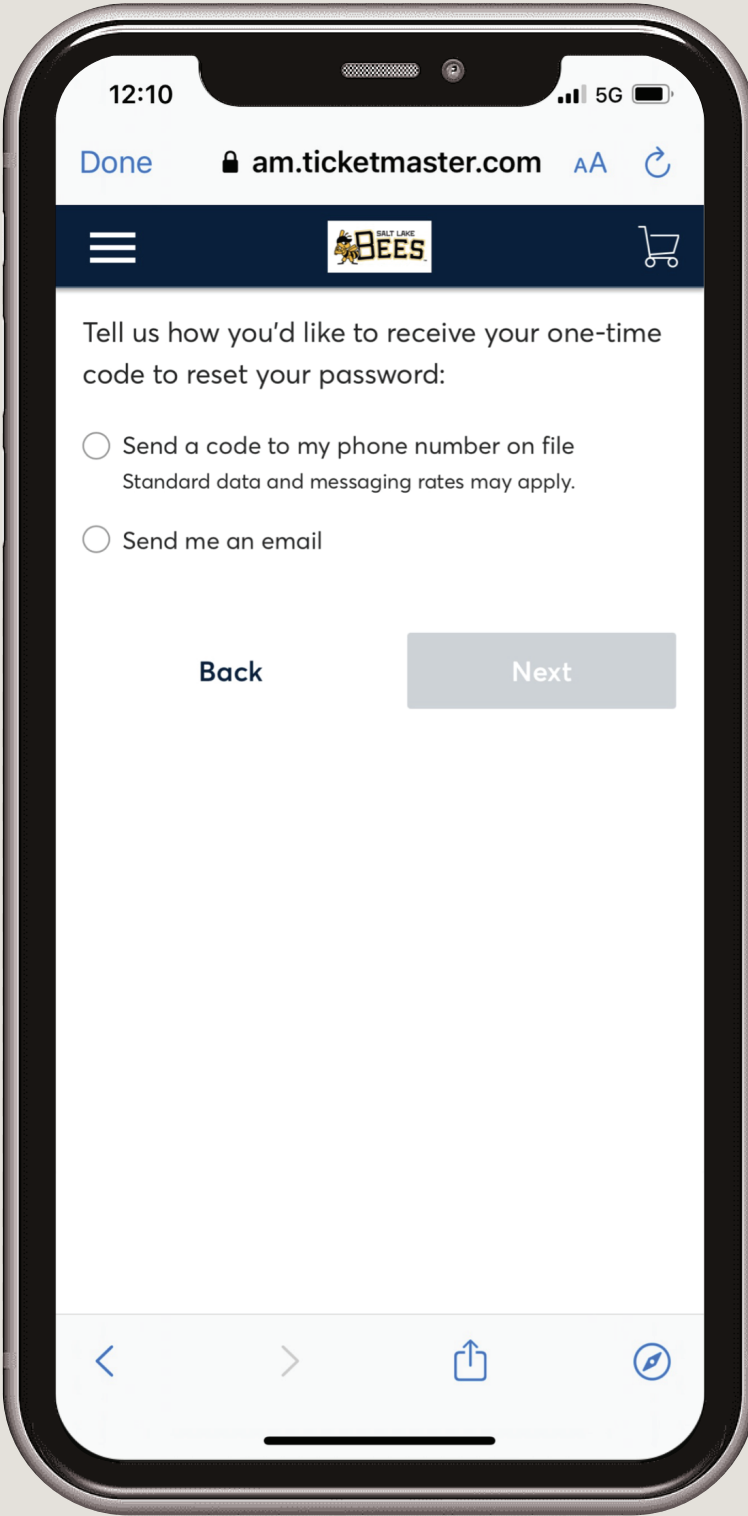 12:10
5G
Done
am.ticketmaster.com
AA
SALT LAKE
BEES
Tell us how you'd like to receive your one-time
code to reset your password:
Send a code to my phone number on file
Standard data and messaging rates may apply.
Send me an email
Back
Next